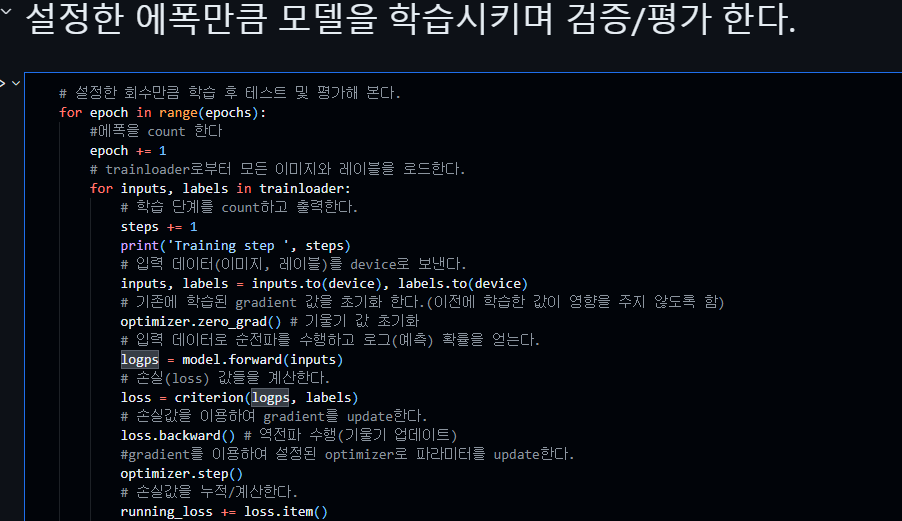 설정한 에폭만큼 모델을 학습시키며 검증/평가 한다.
# 설정한 회수만큼 학습 후 테스트 및 평가해 본다.
for epoch in range(epochs):
#에폭을 count 한다
epoch += 1
# trainloader로부터 모든 이미지와 레이블을 로드한다.
for inputs, labels in trainloader:
# 학습 단계를 count하고 출력한다.
steps += 1
print('Training step ', steps)
# 입력 데이터(이미지, 레이블)를 device로 보낸다.
inputs, labels = inputs.to(device), labels.to(device)
# 기존에 학습된 gradient 값을 초기화 한다.(이전에 학습한 값이 영향을 주지 않도록 함)
optimizer.zero_grad() # 기울기 값 초기화
# 입력 데이터로 순전파를 수행하고 로그(예측) 확률을 얻는다.
logps = model.forward(inputs)
# 손실(loss) 값들을 계산한다.
loss = criterion(logps, labels)
# 손실값을 이용하여 gradient를 update한다.
loss.backward() # 역전파 수행(기울기 업데이트)
#gradient를 이용하여 설정된 optimizer로 파라미터를 update한다.
optimizer.step()
# 손실값을 누적/계산한다.
running_loss += loss.item()